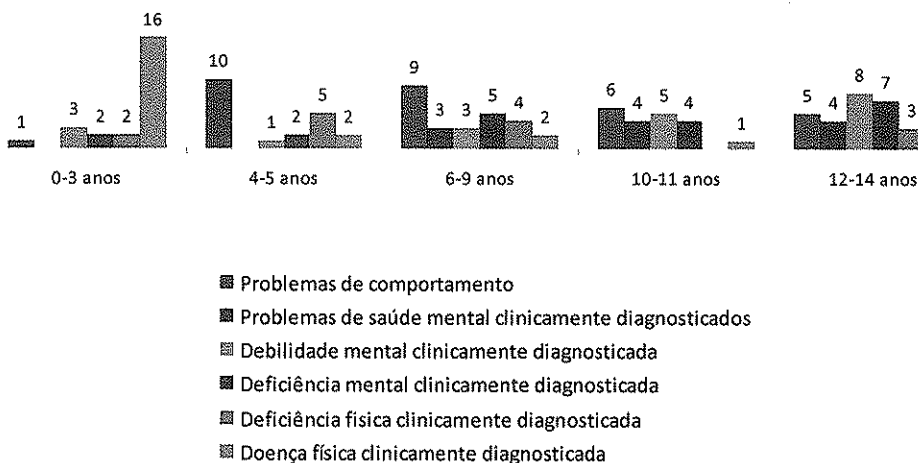 1 3 2 2 16
10 1 2 5 2
9 3 3 5 4 2
6 4 5 4 1
5 4 8 7 3
0-3 anos 4-5 anos 6-9 anos 10-11 anos 12-14 anos
Problemas de comportamento
Problemas de saúde mental clinicamente diagnosticados
Debilidade mental clinicamente diagnosticada
Deficiência mental clinicamente diagnosticada
Deficiência fisica clinicamente diagnosticada
Doença física clinicamente diagnosticada